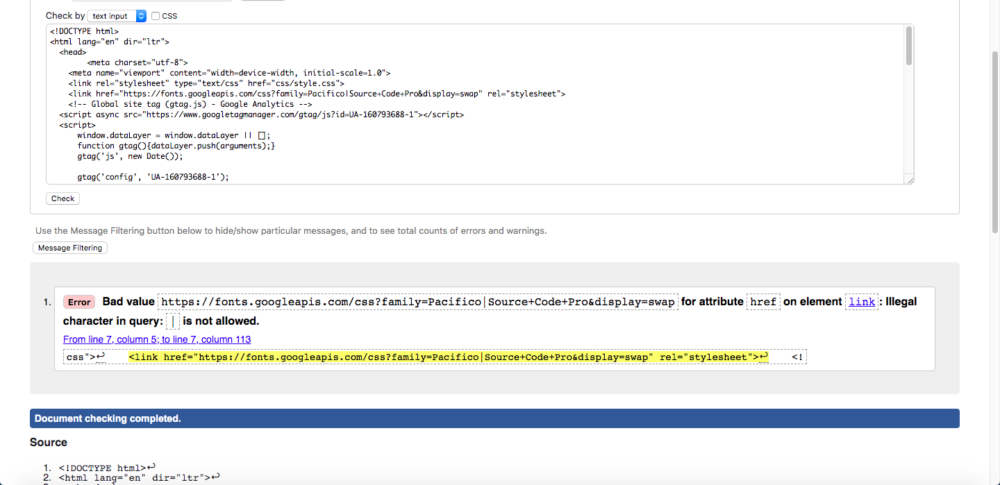 Check by text input CSS
<!DOCTYPE html>
<html lang="en" dir="ltr">
<head>
<meta charset="utf-8">
<meta name="viewport" content="width=device-width, initial-scale=1.0">
<link rel="stylesheet" type="text/css" href="css/style.css">
<link href="https://fonts.googleapis.com/css?family=Pacifico|Source+Code+Pro&display=swap" rel="stylesheet">
<!-- Global site tag (gtag.js) - Google Analytics -->
<script async src="https://www.googletagmanager.com/gtag/js?id=UA-160793688-1"></script>
<script>
window.dataLayer = window.dataLayer || [];
function gtag(){dataLayer.push(arguments);}
gtag('js', new Date());
gtag('config', 'UA-160793688-1');
Check
Use the Message Filtering button below to hide/show particular messages, and to see total counts of errors and warnings.
Message Filtering
1. Error Bad value https://fonts.googleapis.com/css?family=Pacifico|Source+Code+Pro&display=swap for attribute href on element link: Illegal
character in query: | is not allowed.
From line 7, column 5; to line 7, column 113
css">↩ <link href="https://fonts.googleapis.com/css?family=Pacifico|Source+Code+Pro&display=swap" rel="stylesheet">↩ <!
Document checking completed.
Source
1. <!DOCTYPE html>↩
2. <html lang="en" dir="ltr">↩